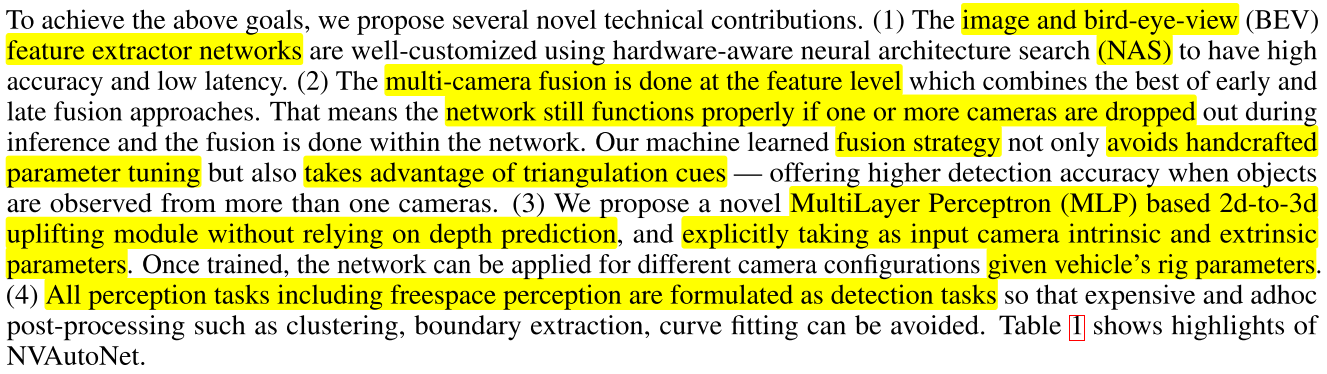 To achieve the above goals, we propose several novel technical contributions. (1) The image and bird-eye-view (BEV)
feature extractor networks are well-customized using hardware-aware neural architecture search (NAS) to have high
accuracy and low latency. (2) The multi-camera fusion is done at the feature level which combines the best of early and
late fusion approaches. That means the network still functions properly if one or more cameras are dropped out during
inference and the fusion is done within the network. Our machine learned fusion strategy not only avoids handcrafted
parameter tuning but also takes advantage of triangulation cues — offering higher detection accuracy when objects
are observed from more than one cameras. (3) We propose a novel MultiLayer Perceptron (MLP) based 2d-to-3d
uplifting module without relying on depth prediction, and explicitly taking as input camera intrinsic and extrinsic
parameters. Once trained, the network can be applied for different camera configurations given vehicle's rig parameters.
(4) All perception tasks including freespace perception are formulated as detection tasks so that expensive and adhoc
post-processing such as clustering, boundary extraction, curve fitting can be avoided. Table 1 shows highlights of
NVAutoNet.